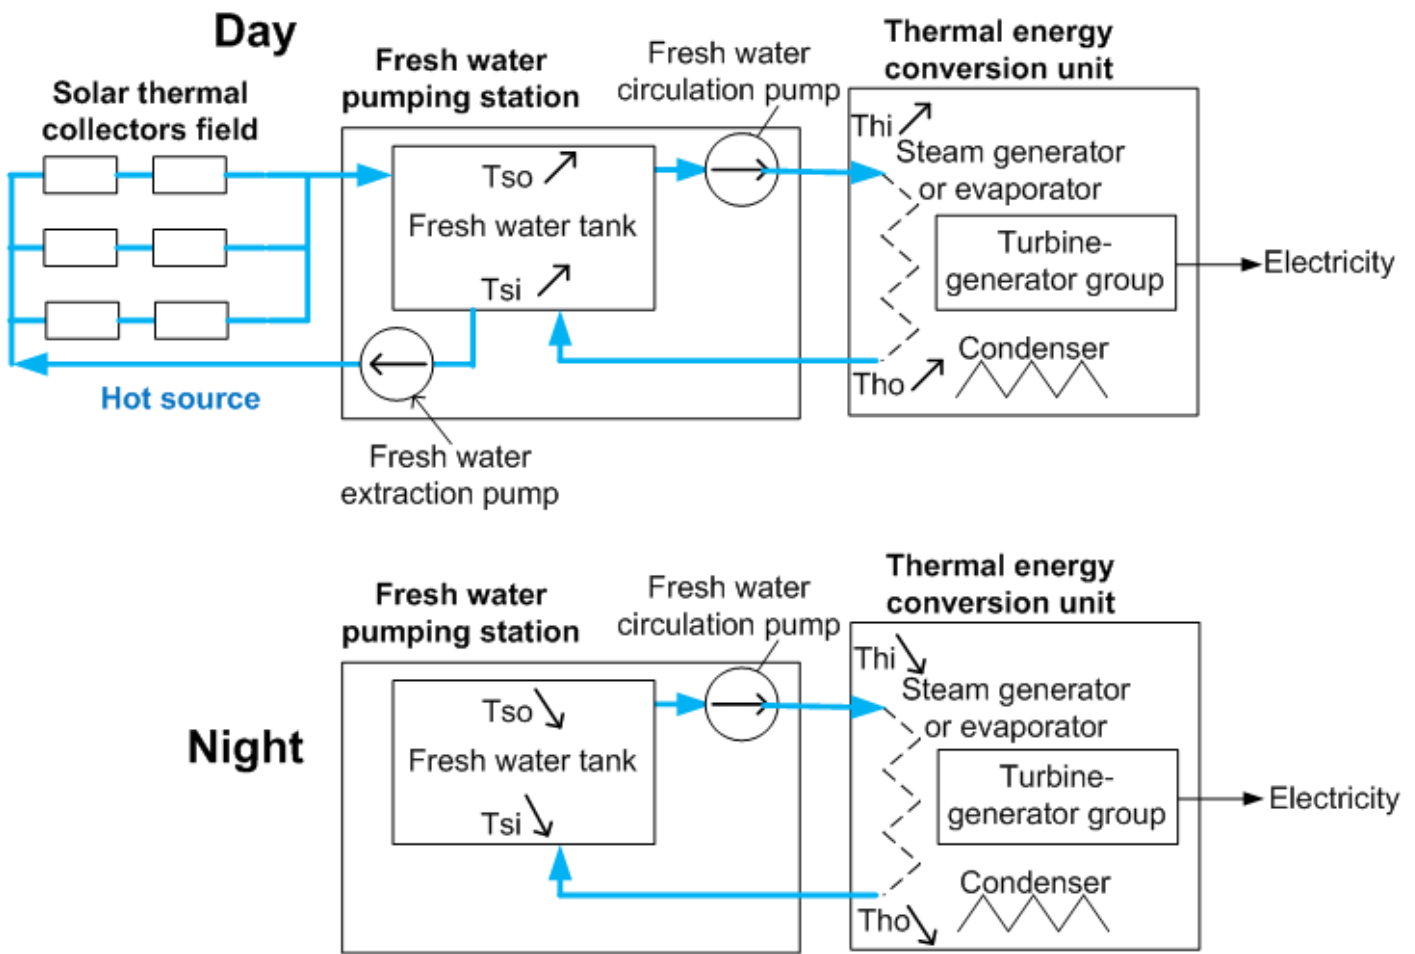 Day
Solar thermal
collectors field
Fresh water
pumping station
Fresh water
circulation pump
Thermal energy
conversion unit
Tso
Fresh water tank
Tsi
Thi
Steam generator
or evaporator
Turbine-
generator group
Electricity
Condenser
Tho
Hot source
Fresh water
extraction pump
Night
Fresh water
pumping station
Fresh water
circulation pump
Thermal energy
conversion unit
Tso
Fresh water tank
Tsi
Thi
Steam generator
or evaporator
Turbine-
generator group
Electricity
Condenser
Tho